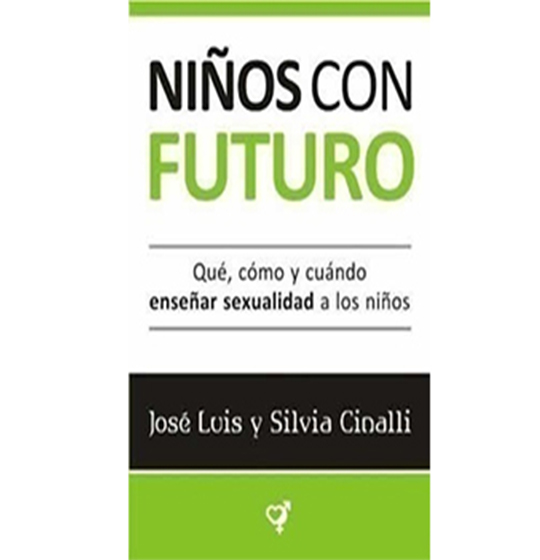 NIÑOS CON
FUTURO
Qué, cómo y cuándo
enseñar sexualidad a los niños
José Luis y Silvia Cinalli